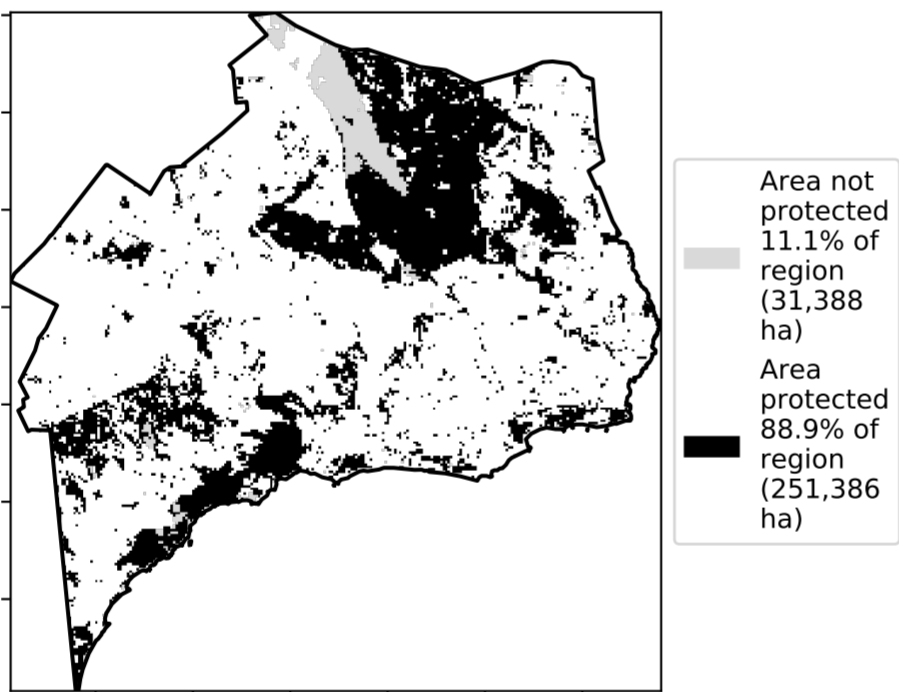 Area not
protected
11.1% of
region
(31,388
ha)
Area
protected
88.9% of
region
(251,386
ha)